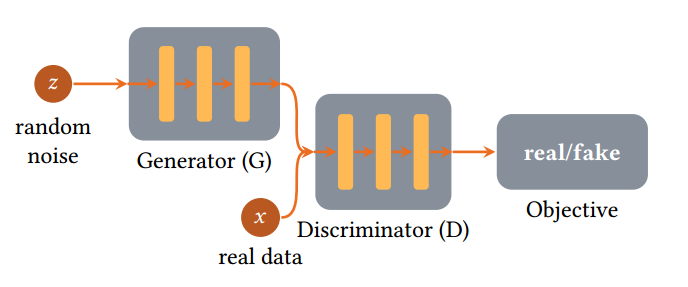 z
random
noise
Generator (G)
x
real data
Discriminator (D)
real/fake
Objective